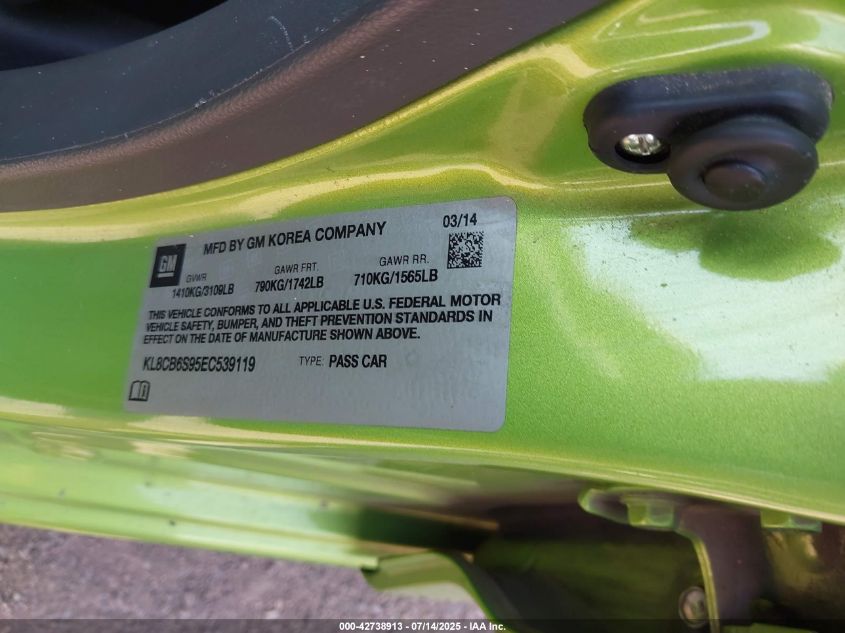 GM
MFD BY GM KOREA COMPANY
03/14
GVWR
GAWR FRT.
GAWR RR.
1410KG/3109LB
790KG/1742LB
710KG/1565LB
THIS VEHICLE CONFORMS TO ALL APPLICABLE U.S. FEDERAL MOTOR
VEHICLE SAFETY, BUMPER, AND THEFT PREVENTION STANDARDS IN
EFFECT ON THE DATE OF MANUFACTURE SHOWN ABOVE.
KL8CB6S95EC539119
TYPE: PASS CAR
000-42738913 - 07/14/2025 - IAA Inc.